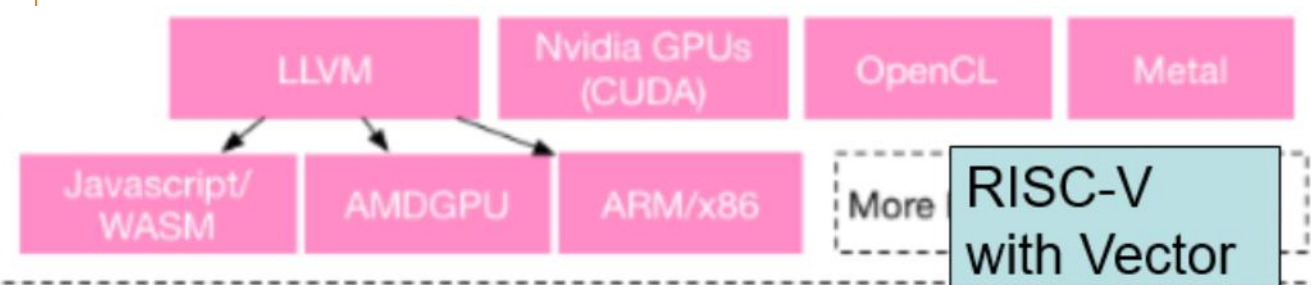 LLVM
Nvidia GPUs
(CUDA)
OpenCL
Metal
Javascript/
WASM
AMDGPU
ARM/x86
More
RISC-V
with Vector